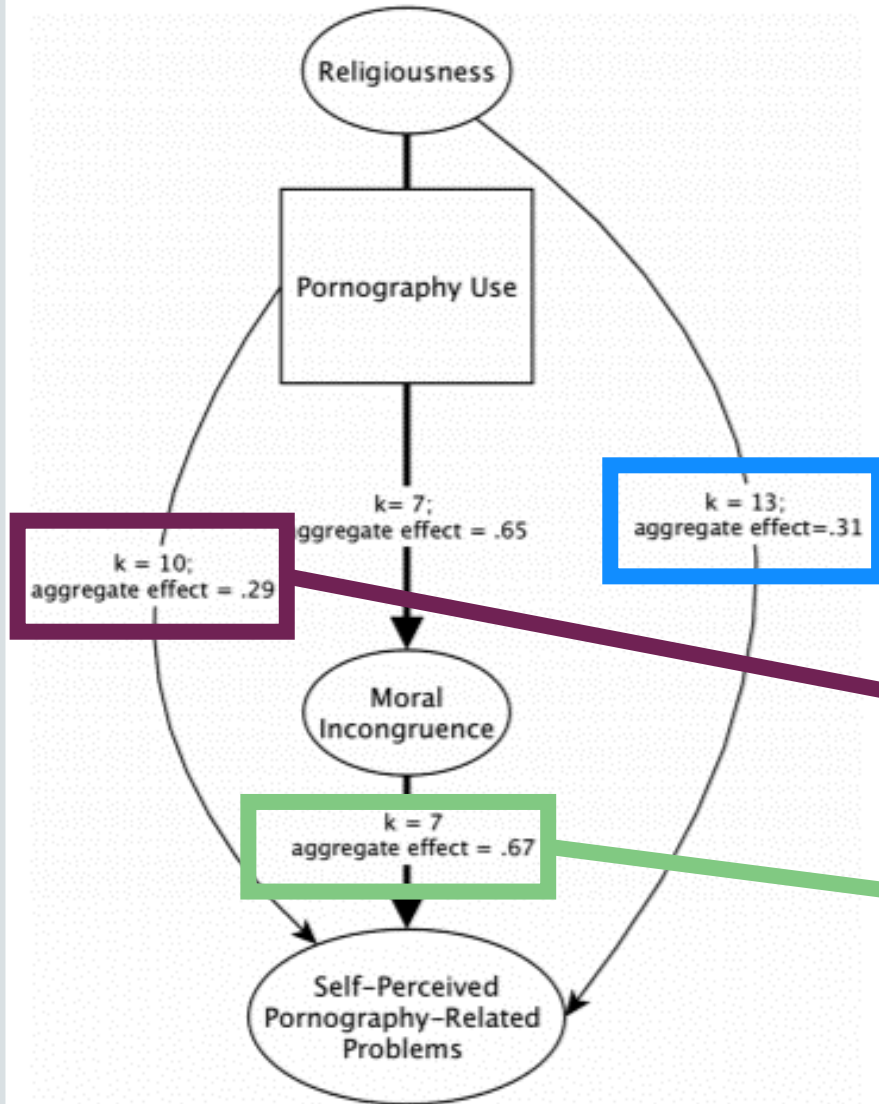 Religiousness
Pornography Use
k= 7;
ggregate effect = .65
k = 13;
aggregate effect=.31
k = 10;
aggregate effect = .29
Moral
Incongruence
k = 7
aggregate effect = .67
Self-Perceived
Pornography-Related
Problems